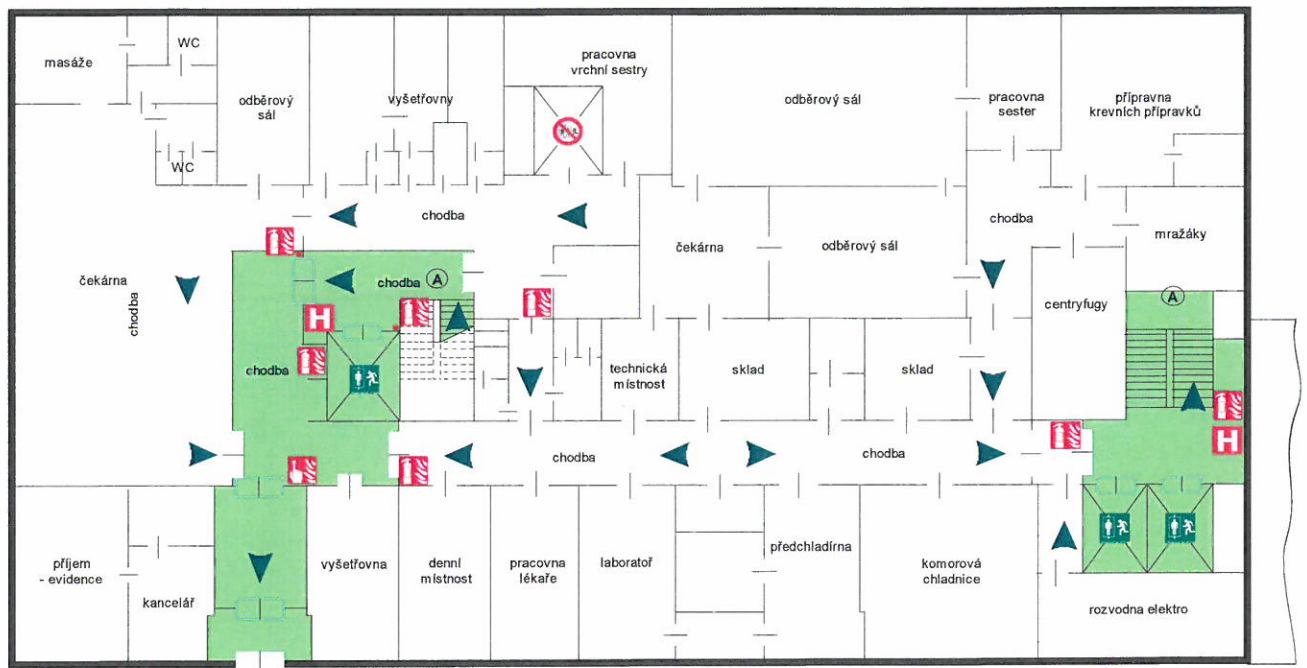 WC
masáže
pracovna
vrchní sestry
odběrový
sál
vyšetřovny
odběrový sál
pracovna
sester
přípravna
krevních přípravků
WC
chodba
chodba
čekárna
odběrový sál
mražáky
čekárna
chodba
chodba
A
A
centryfugy
H
chodba
technická
místnost
sklad
sklad
H
chodba
chodba
příjem
- evidence
kancelář
vyšetřovna
denní
místnost
pracovna
lékaře
laboratoř
předchladírna
komorová
chladnice
rozvodna elektro